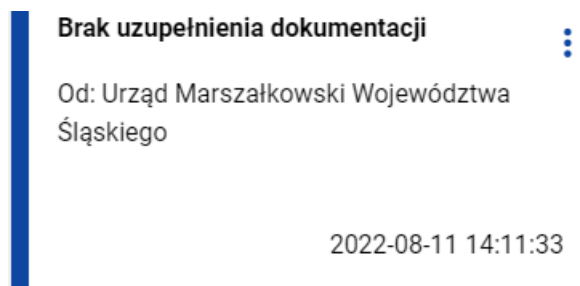 Brak uzupełnienia dokumentacji
Od: Urząd Marszałkowski Województwa
Śląskiego
2022-08-11 14:11:33